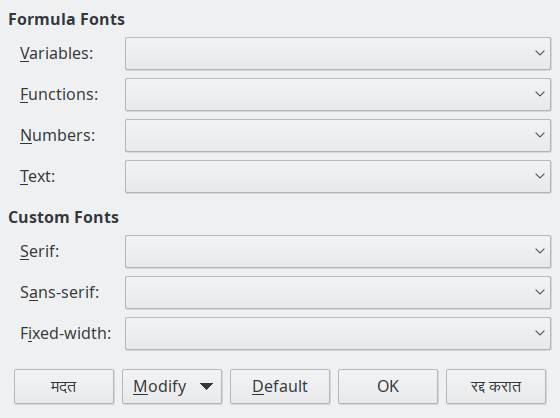 Formula Fonts
Variables:
Functions:
Numbers:
Text:
Custom Fonts
Serif:
Sans-serif:
Fixed-width:
मदत Modify Default OK रद्द करात